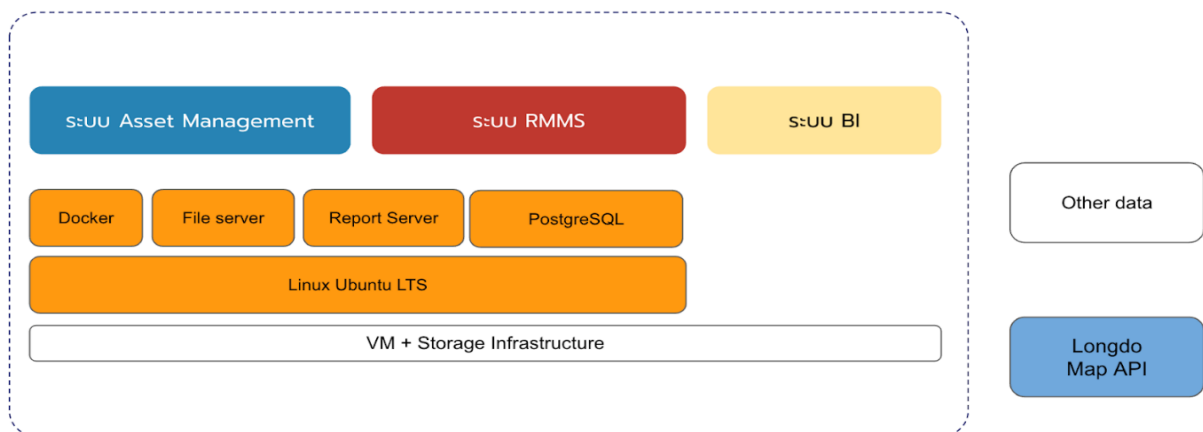 ระบบ Asset Management
ระบบ RMMS
ระบบ BI
Docker
File server
Report Server
PostgreSQL
Linux Ubuntu LTS
VM + Storage Infrastructure
Other data
Longdo
Map API